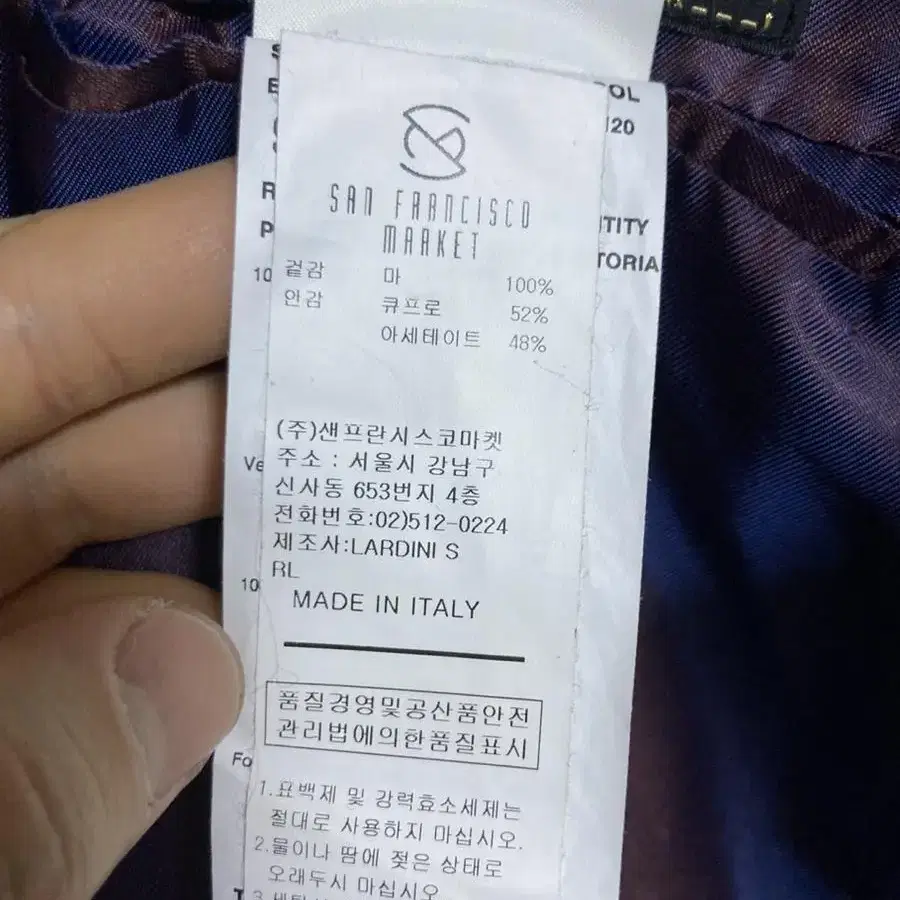 SAN FRANCISCO
MARKET
겉감 마 100%
안감 큐프로 52%
아세테이트 48%
(주)샌프란시스코마켓
주소 : 서울시 강남구
신사동 653번지 4층
전화번호:02)512-0224
제조사:LARDINI S
RL
MADE IN ITALY
품질경영및공산품안전
관리법에의한품질표시
1.표백제 및 강력효소세제는
절대로 사용하지 마십시오.
2.물이나 땀에 젖은 상태로
오래두시 마십시오